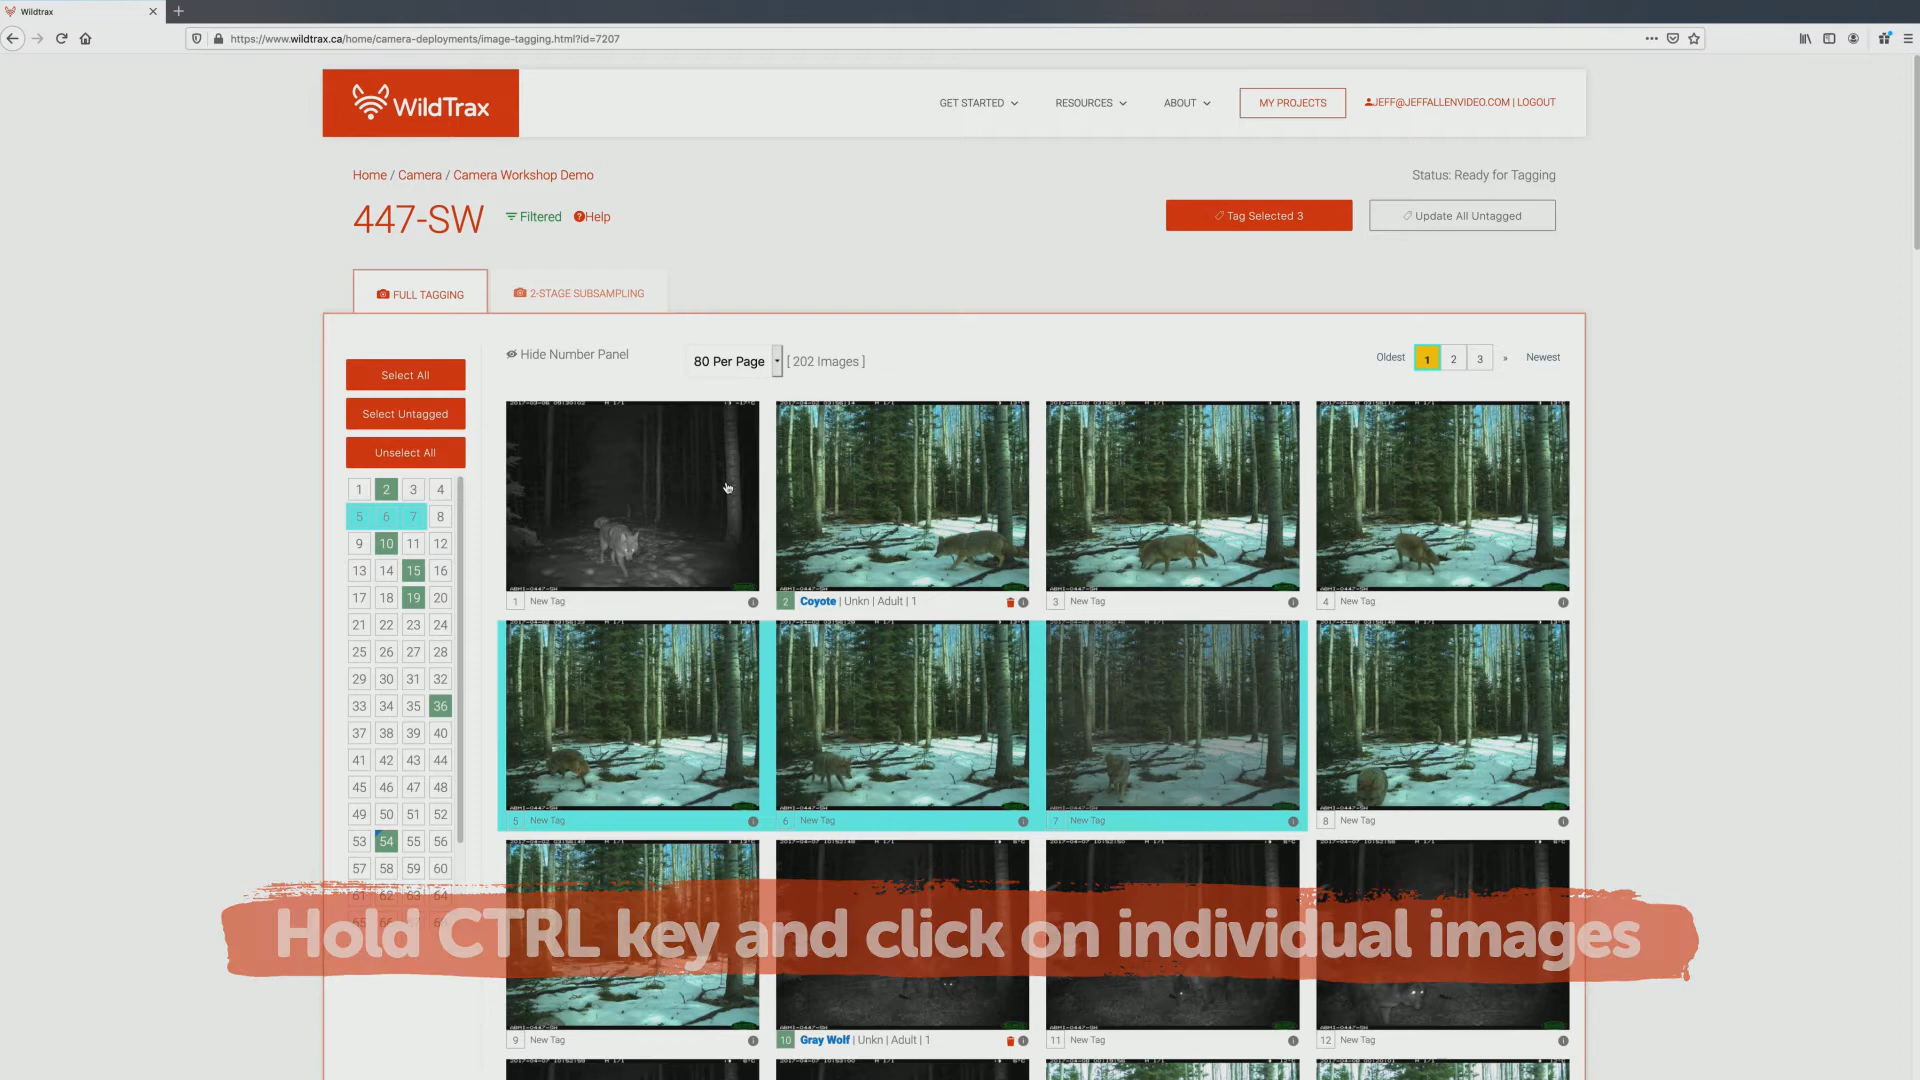 Wildtrax
https://www.wildtrax.ca/home/camera-deployments/image-tagging.html?id=7207
WildTrax
GET STARTED
RESOURCES
ABOUT
MY PROJECTS
JEFF@JEFFALLENVIDEO.COM | LOGOUT
Home / Camera / Camera Workshop Demo
Status: Ready for Tagging
447-SW
Filtered
Help
Tag Selected 3
Update All Untagged
FULL TAGGING
2-STAGE SUBSAMPLING
Hide Number Panel
80 Per Page
[ 202 Images ]
Oldest 1 2 3 » Newest
Select All
Select Untagged
Unselect All
1 2 3 4
5 6 7 8
9 10 11 12
13 14 15 16
17 18 19 20
21 22 23 24
25 26 27 28
29 30 31 32
33 34 35 36
37 38 39 40
41 42 43 44
45 46 47 48
49 50 51 52
53 54 55 56
57 58 59 60
61 62 63 64
1 New Tag
2 Coyote | Unkn | Adult | 1
3 New Tag
4 New Tag
5 New Tag
6 New Tag
7 New Tag
8 New Tag
Hold CTRL key and click on individual images
9 New Tag
10 Gray Wolf | Unkn | Adult | 1
11 New Tag
12 New Tag